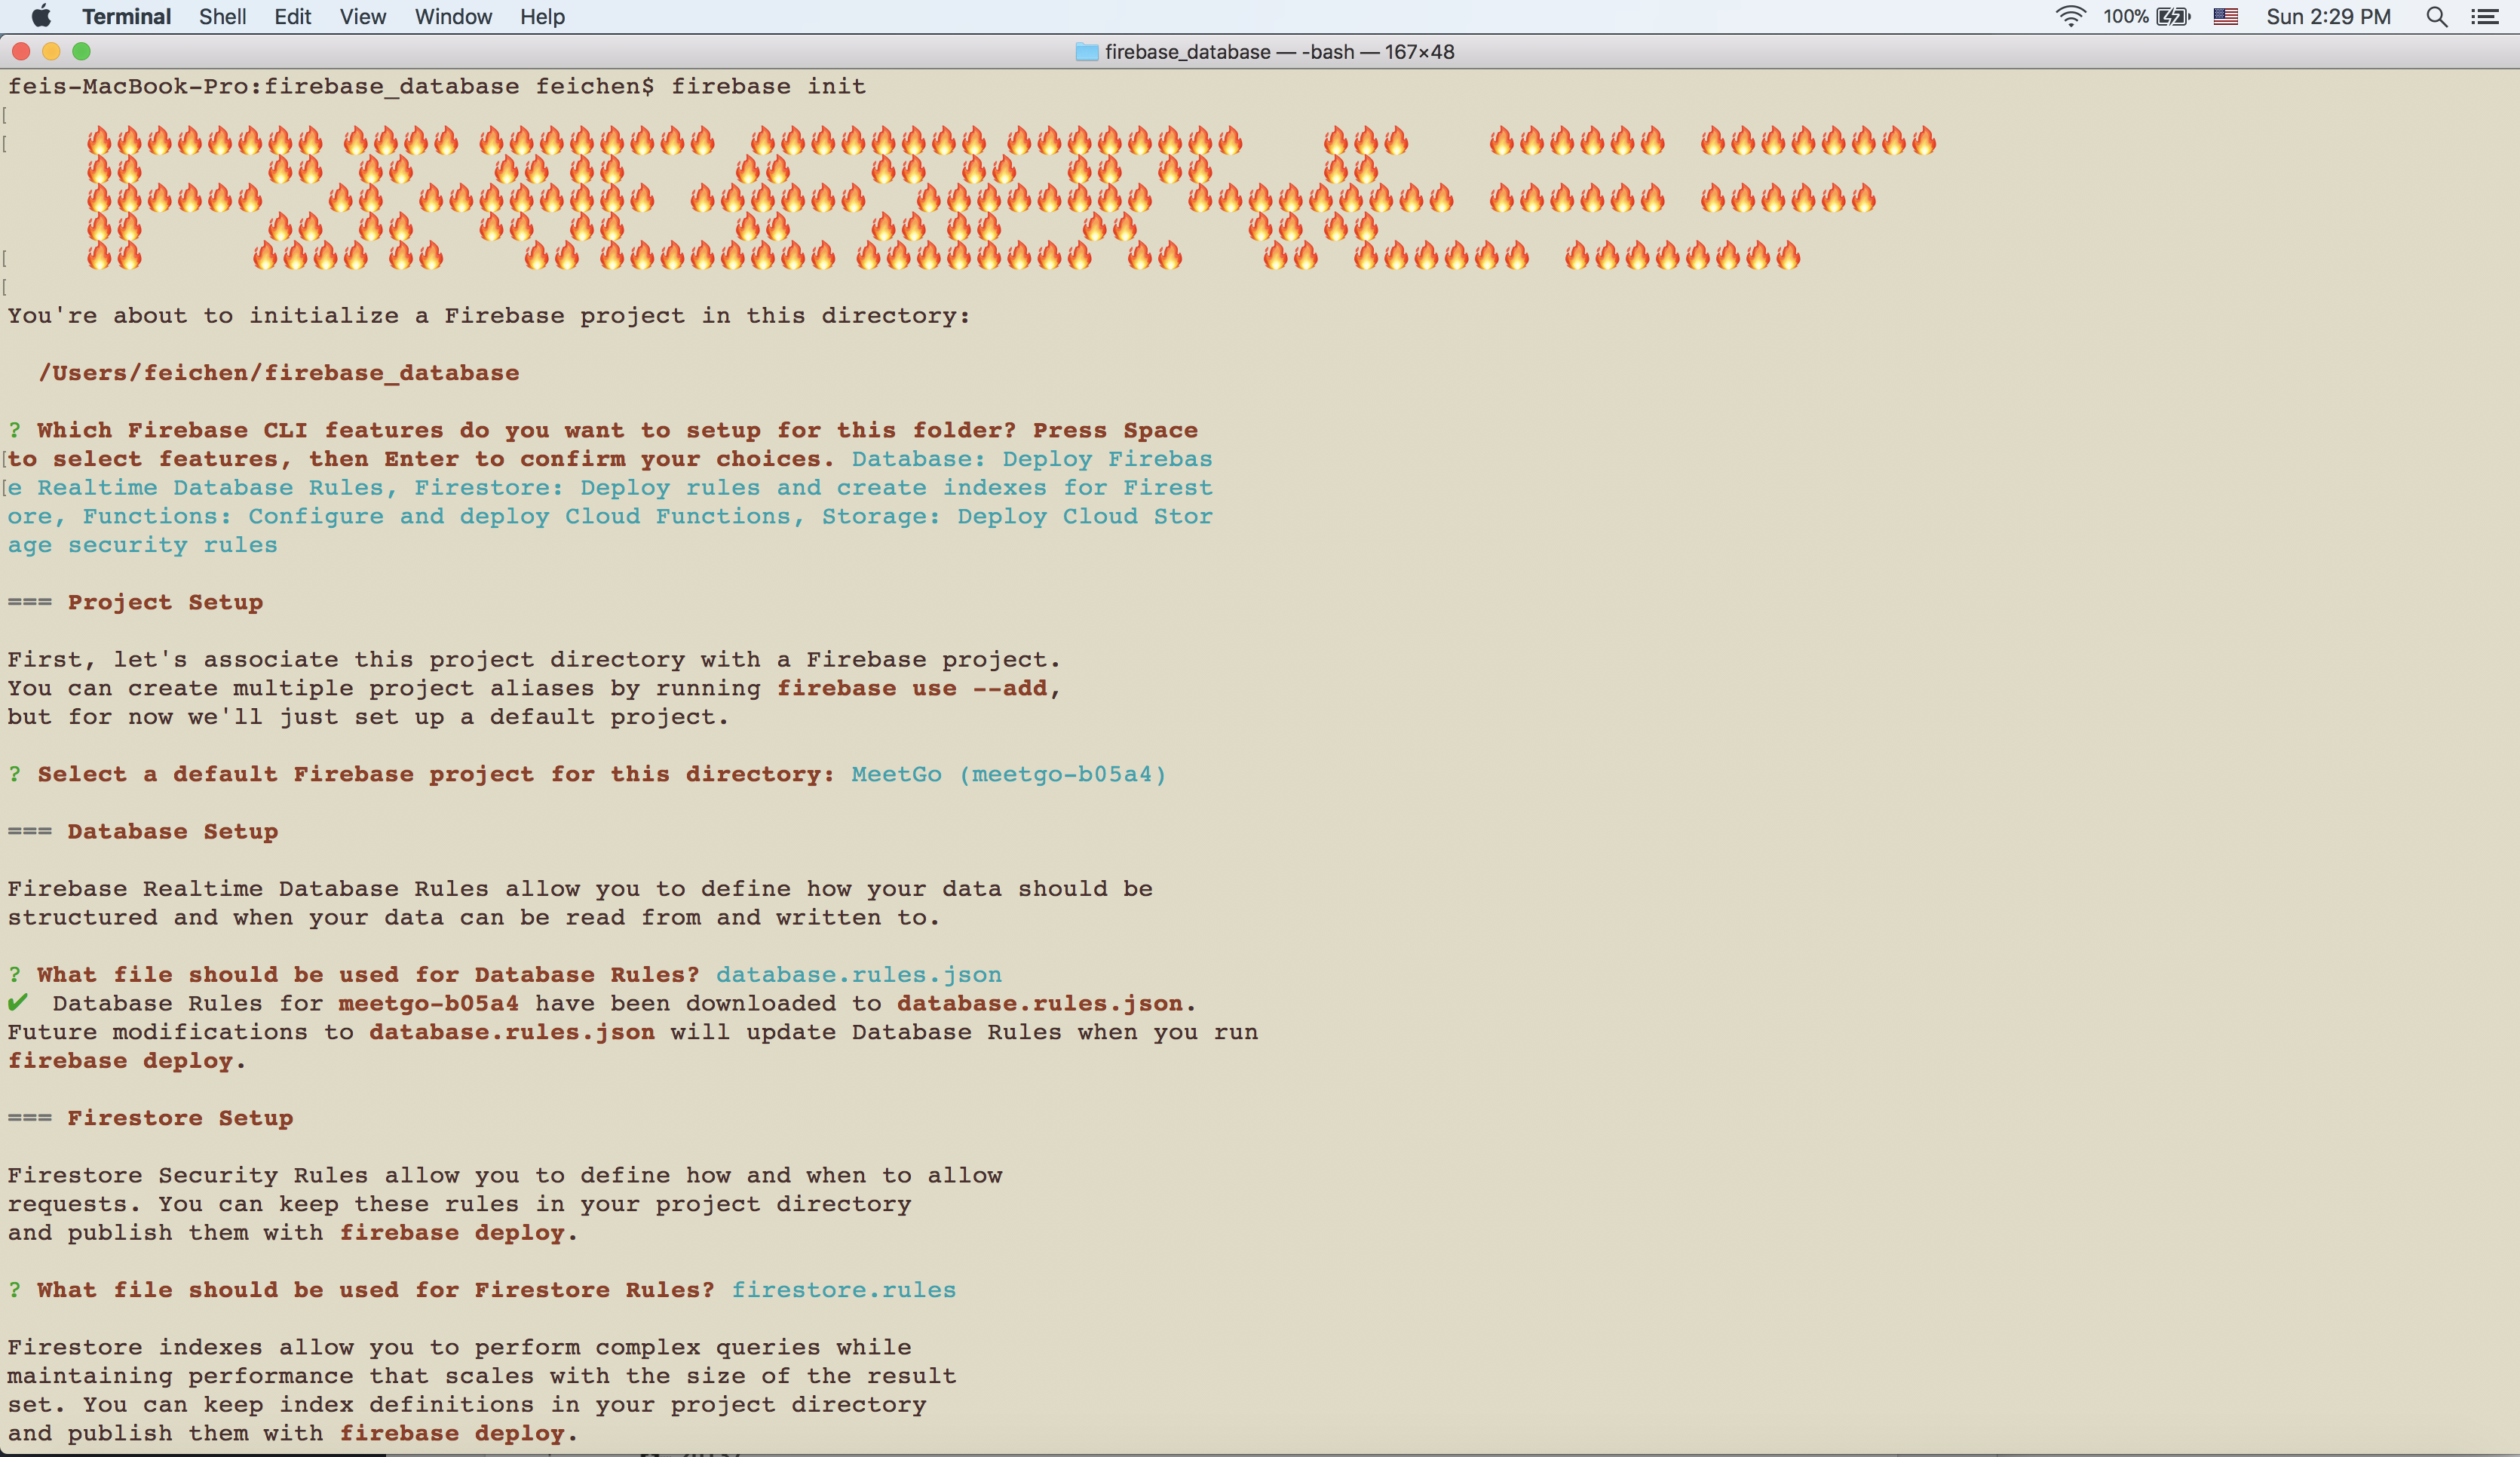 Terminal Shell Edit View Window Help 100% Sun 2:29 PM
firebase_database — -bash — 167×48
feis-MacBook-Pro:firebase_database feichen$ firebase init
You're about to initialize a Firebase project in this directory:
/Users/feichen/firebase_database
? Which Firebase CLI features do you want to setup for this folder? Press Space
to select features, then Enter to confirm your choices. Database: Deploy Firebas
e Realtime Database Rules, Firestore: Deploy rules and create indexes for Firest
ore, Functions: Configure and deploy Cloud Functions, Storage: Deploy Cloud Stor
age security rules
=== Project Setup
First, let's associate this project directory with a Firebase project.
You can create multiple project aliases by running firebase use --add,
but for now we'll just set up a default project.
? Select a default Firebase project for this directory: MeetGo (meetgo-b05a4)
=== Database Setup
Firebase Realtime Database Rules allow you to define how your data should be
structured and when your data can be read from and written to.
? What file should be used for Database Rules? database.rules.json
✔ Database Rules for meetgo-b05a4 have been downloaded to database.rules.json.
Future modifications to database.rules.json will update Database Rules when you run
firebase deploy.
=== Firestore Setup
Firestore Security Rules allow you to define how and when to allow
requests. You can keep these rules in your project directory
and publish them with firebase deploy.
? What file should be used for Firestore Rules? firestore.rules
Firestore indexes allow you to perform complex queries while
maintaining performance that scales with the size of the result
set. You can keep index definitions in your project directory
and publish them with firebase deploy.